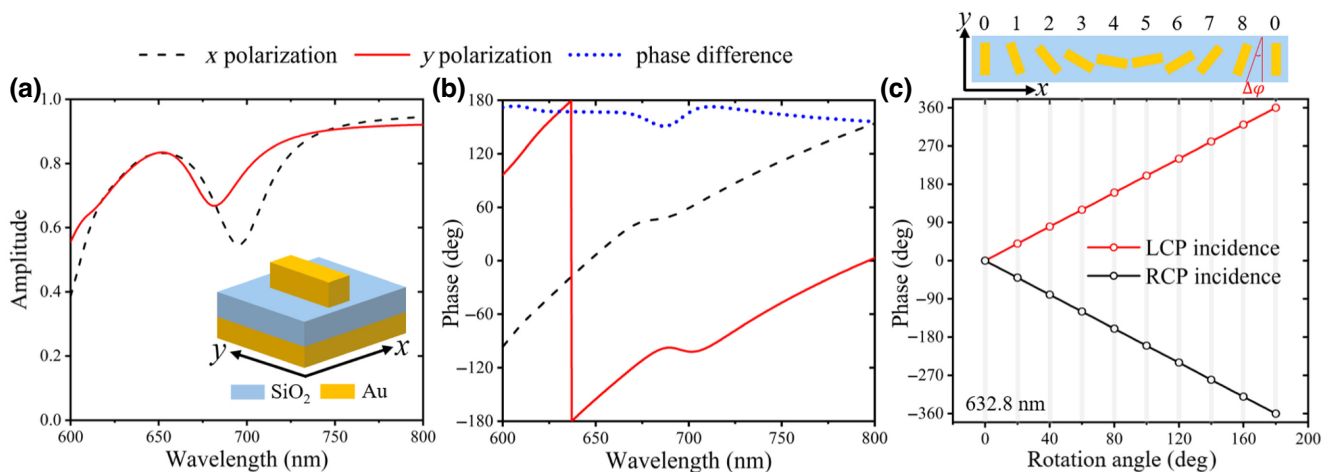 x polarization y polarization phase difference
y 0 1 2 3 4 5 6 7 8 0
x Δφ
(a)
1.0
0.8
0.6
0.4
0.2
0.0
Amplitude
y x
SiO2 Au
600 650 700 750 800
Wavelength (nm)
(b)
180
120
60
0
−60
−120
−180
Phase (deg)
600 650 700 750 800
Wavelength (nm)
(c)
360
270
180
90
0
−90
−180
−270
−360
Phase (deg)
LCP incidence
RCP incidence
632.8 nm
0 40 80 120 160 200
Rotation angle (deg)